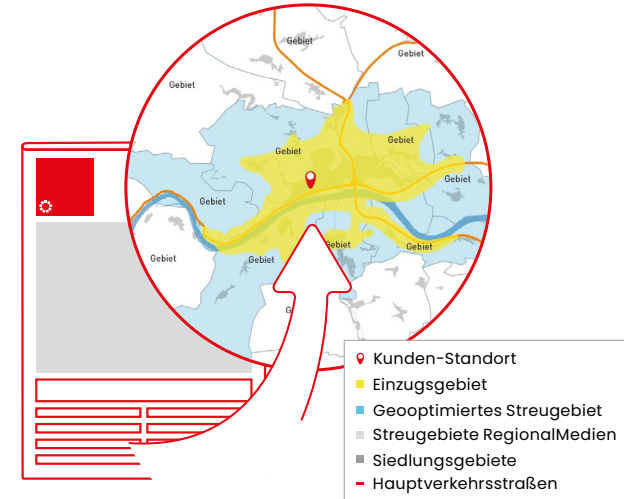 Gebiet
Gebiet
Gebiet
Gebiet
Gebiet
Gebiet
Gebiet
Gebiet
Gebiet
Gebiet
Gebiet
G
Kunden-Standort
Einzugsgebiet
Geooptimiertes Streugebiet
Streugebiete RegionalMedien
Siedlungsgebiete
Hauptverkehrsstraßen